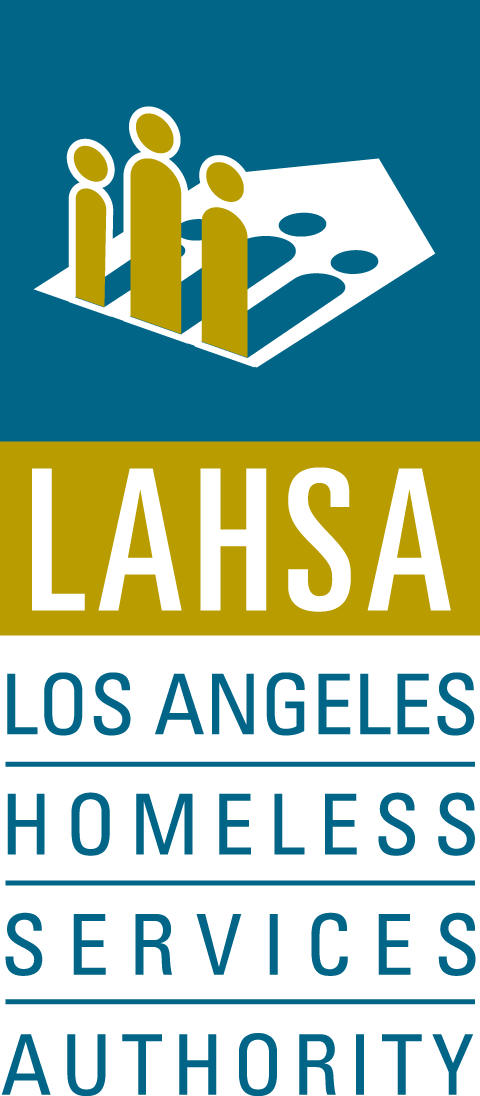 LAHSA
LOS ANGELES
HOMELESS
SERVICES
AUTHORITY